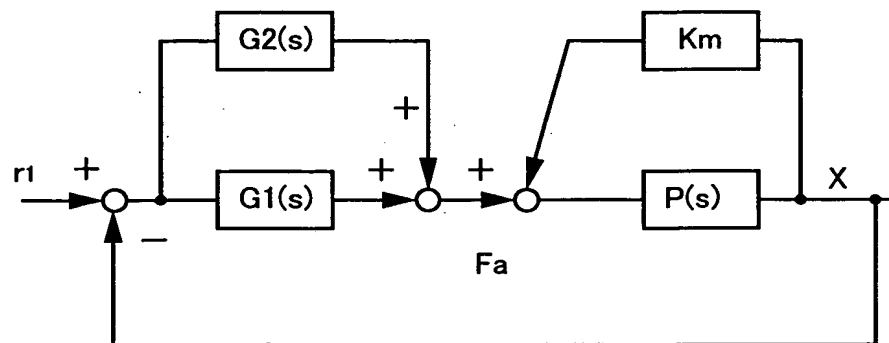 G2(s)
Km
+
+
+
+
r1
G1(s)
P(s)
X
−
Fa